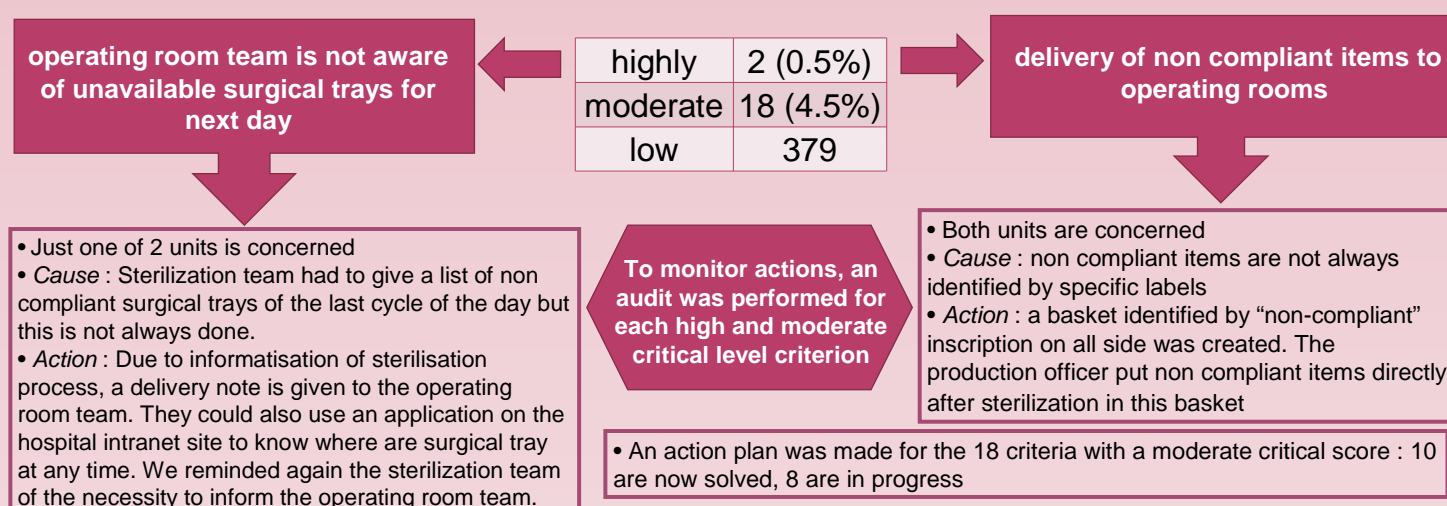 operating room team is not aware
of unavailable surgical trays for
next day
highly 2 (0.5%)
moderate 18 (4.5%)
low 379
delivery of non compliant items to
operating rooms
• Just one of 2 units is concerned
• Cause : Sterilization team had to give a list of non
compliant surgical trays of the last cycle of the day but
this is not always done.
• Action : Due to informatisation of sterilisation
process, a delivery note is given to the operating
room team. They could also use an application on the
hospital intranet site to know where are surgical tray
at any time. We reminded again the sterilization team
of the necessity to inform the operating room team.
To monitor actions, an
audit was performed for
each high and moderate
critical level criterion
• Both units are concerned
• Cause : non compliant items are not always
identified by specific labels
• Action : a basket identified by “non-compliant”
inscription on all side was created. The
production officer put non compliant items directly
after sterilization in this basket
• An action plan was made for the 18 criteria with a moderate critical score : 10
are now solved, 8 are in progress